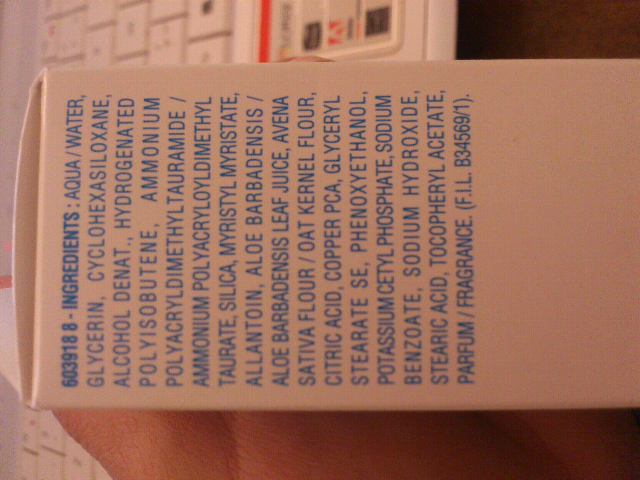 603918 8 - INGREDIENTS : AQUA / WATER,
GLYCERIN, CYCLOHEXASILOXANE,
ALCOHOL DENAT., HYDROGENATED
POLYISOBUTENE, AMMONIUM
POLYACRYLDIMETHYLTAURAMIDE /
AMMONIUM POLYACRYLOYLDIMETHYL
TAURATE, SILICA, MYRISTYL MYRISTATE,
ALLANTOIN, ALOE BARBADENSIS /
ALOE BARBADENSIS LEAF JUICE, AVENA
SATIVA FLOUR / OAT KERNEL FLOUR,
CITRIC ACID, COPPER PCA, GLYCERYL
STEARATE SE, PHENOXYETHANOL,
POTASSIUM CETYL PHOSPHATE, SODIUM
BENZOATE, SODIUM HYDROXIDE,
STEARIC ACID, TOCOPHERYL ACETATE,
PARFUM / FRAGRANCE. (F.I.L. B34569/1).